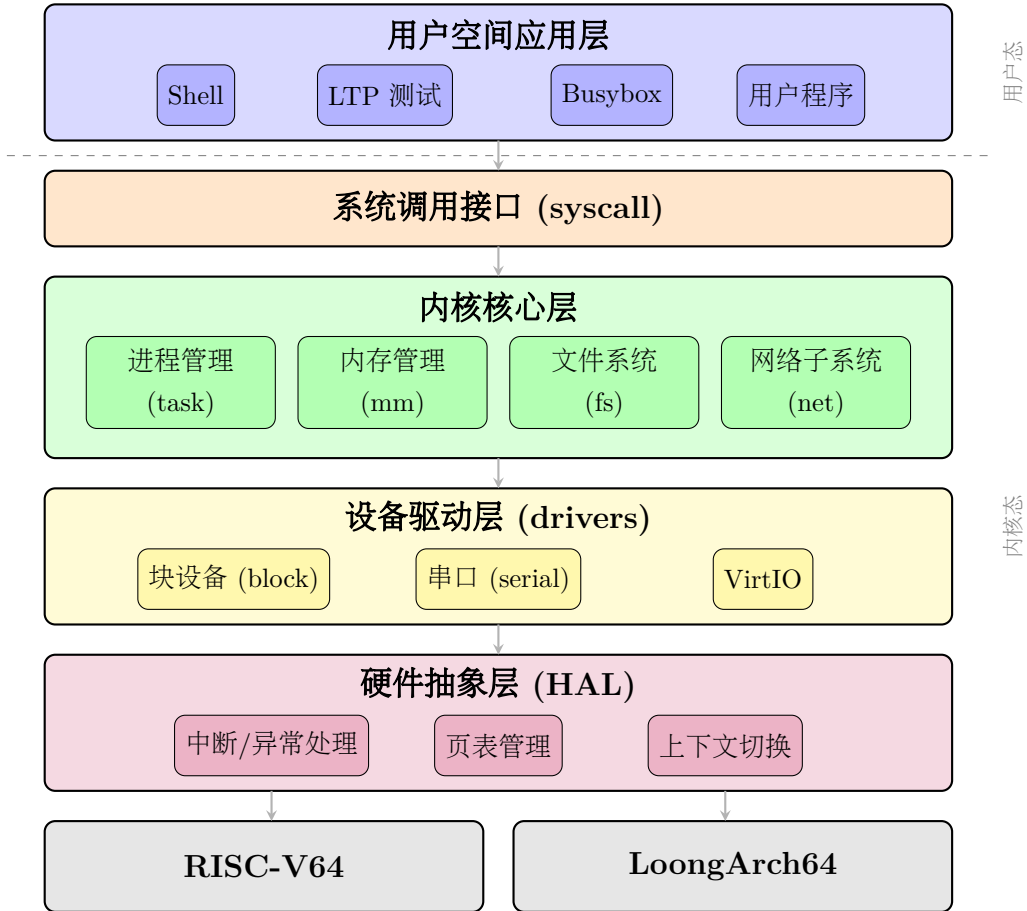 用户空间应用层
Shell
LTP 测试
Busybox
用户程序
用户态
系统调用接口 (syscall)
内核核心层
进程管理
(task)
内存管理
(mm)
文件系统
(fs)
网络子系统
(net)
设备驱动层 (drivers)
块设备 (block)
串口 (serial)
VirtIO
内核态
硬件抽象层 (HAL)
中断/异常处理
页表管理
上下文切换
RISC-V64
LoongArch64